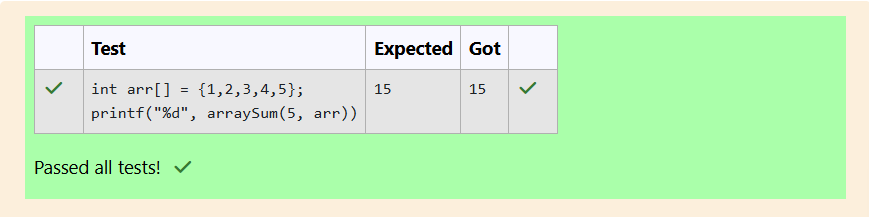 Test Expected Got
int arr[] = {1,2,3,4,5}; 15 15
printf("%d", arraySum(5, arr))
Passed all tests!